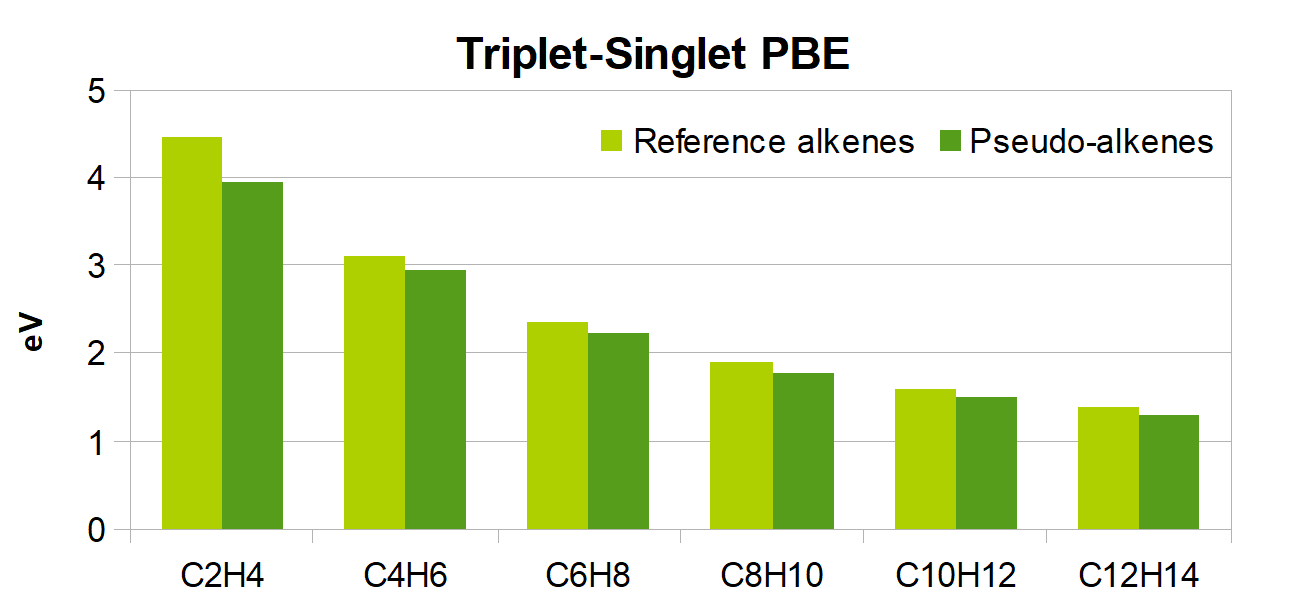 Triplet-Singlet PBE
5
Reference alkenes Pseudo-alkenes
4
3
eV
2
1
0
C2H4 C4H6 C6H8 C8H10 C10H12 C12H14